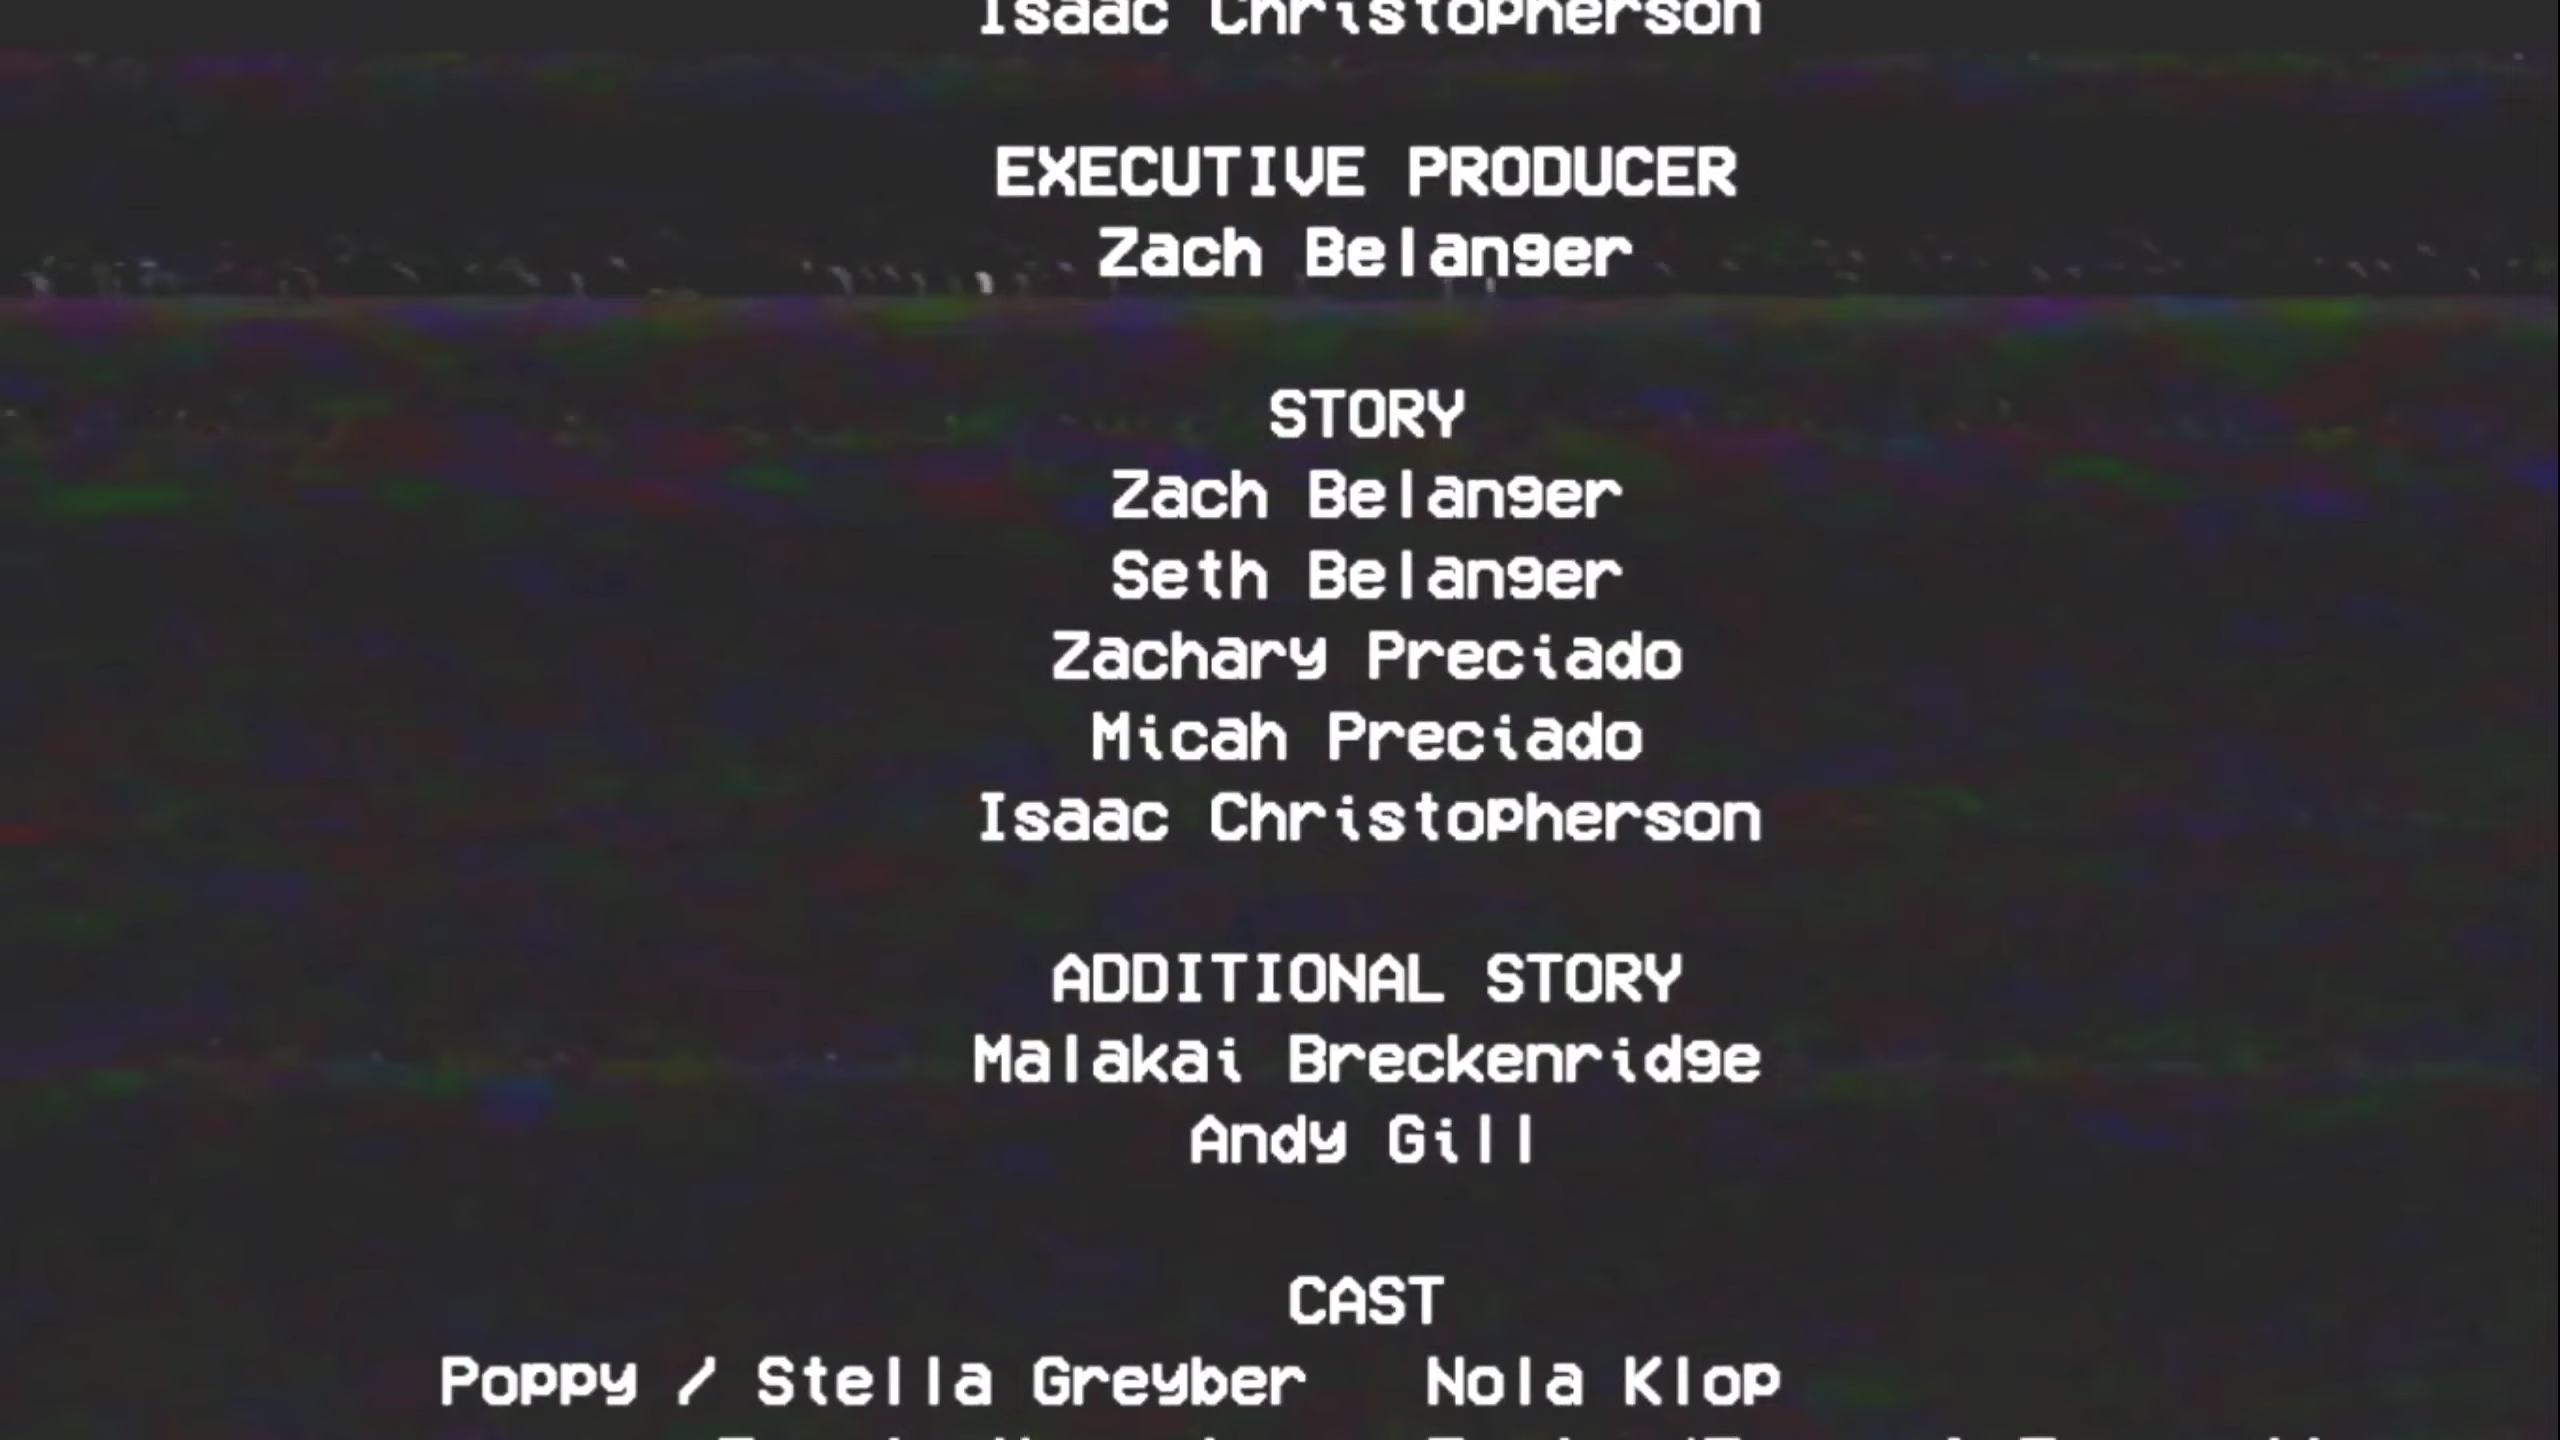 Isaac Christopherson
EXECUTIVE PRODUCER
Zach Belanger
STORY
Zach Belanger
Seth Belanger
Zachary Preciado
Micah Preciado
Isaac Christopherson
ADDITIONAL STORY
Malakai Breckenridge
Andy Gill
CAST
Poppy / Stella Greyber Nola Klop